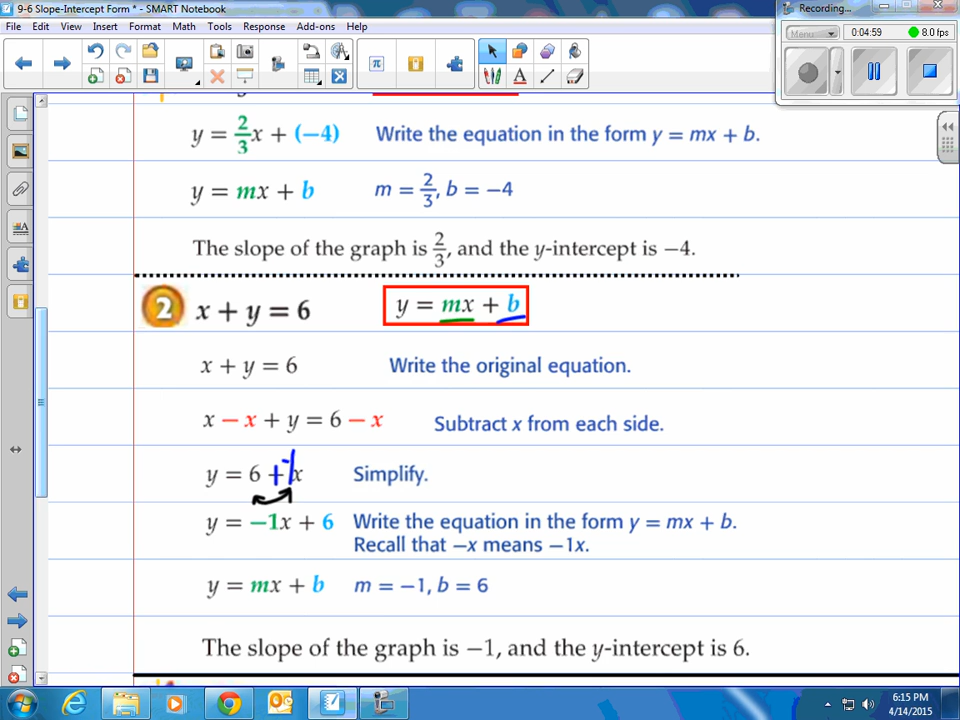 9-6 Slope-Intercept Form * - SMART Notebook
Recording...
File Edit View Insert Format Math Tools Response Add-ons Help
Menu 0:04:59 8.0 fps
y = 2/3x + (−4) Write the equation in the form y = mx + b.
y = mx + b m = 2/3, b = −4
The slope of the graph is 2/3, and the y-intercept is −4.
2 x + y = 6 y = mx + b
x + y = 6 Write the original equation.
x − x + y = 6 − x Subtract x from each side.
y = 6 + -1x Simplify.
y = −1x + 6 Write the equation in the form y = mx + b.
Recall that −x means −1x.
y = mx + b m = −1, b = 6
The slope of the graph is −1, and the y-intercept is 6.
6:15 PM
4/14/2015